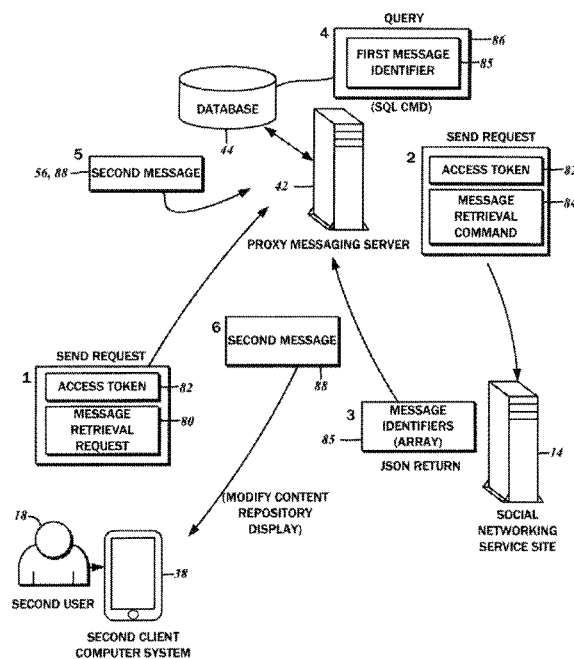 QUERY
4
86
FIRST MESSAGE
IDENTIFIER
85
(SQL CMD)
DATABASE
44
5
SECOND MESSAGE
56, 88
42
PROXY MESSAGING SERVER
SEND REQUEST
2
ACCESS TOKEN
82
MESSAGE
RETRIEVAL
COMMAND
84
6
SECOND MESSAGE
88
SEND REQUEST
1
ACCESS TOKEN
82
MESSAGE
RETRIEVAL
REQUEST
80
3
MESSAGE
IDENTIFIERS
(ARRAY)
85
JSON RETURN
14
SOCIAL
NETWORKING
SERVICE SITE
(MODIFY CONTENT
REPOSITORY
DISPLAY)
18
SECOND USER
38
SECOND CLIENT
COMPUTER SYSTEM